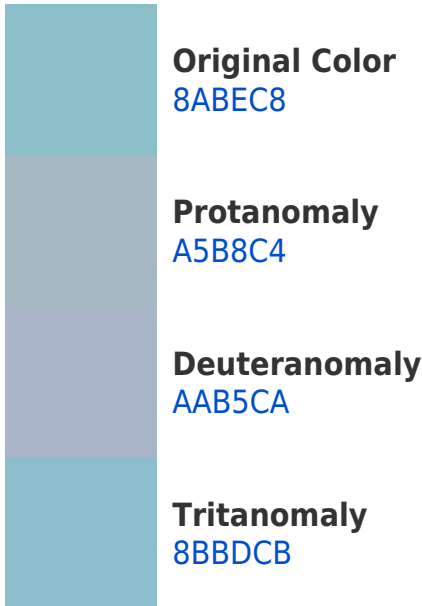 Original Color
8ABEC8
Protanomaly
A5B8C4
Deuteranomaly
AAB5CA
Tritanomaly
8BBDCB